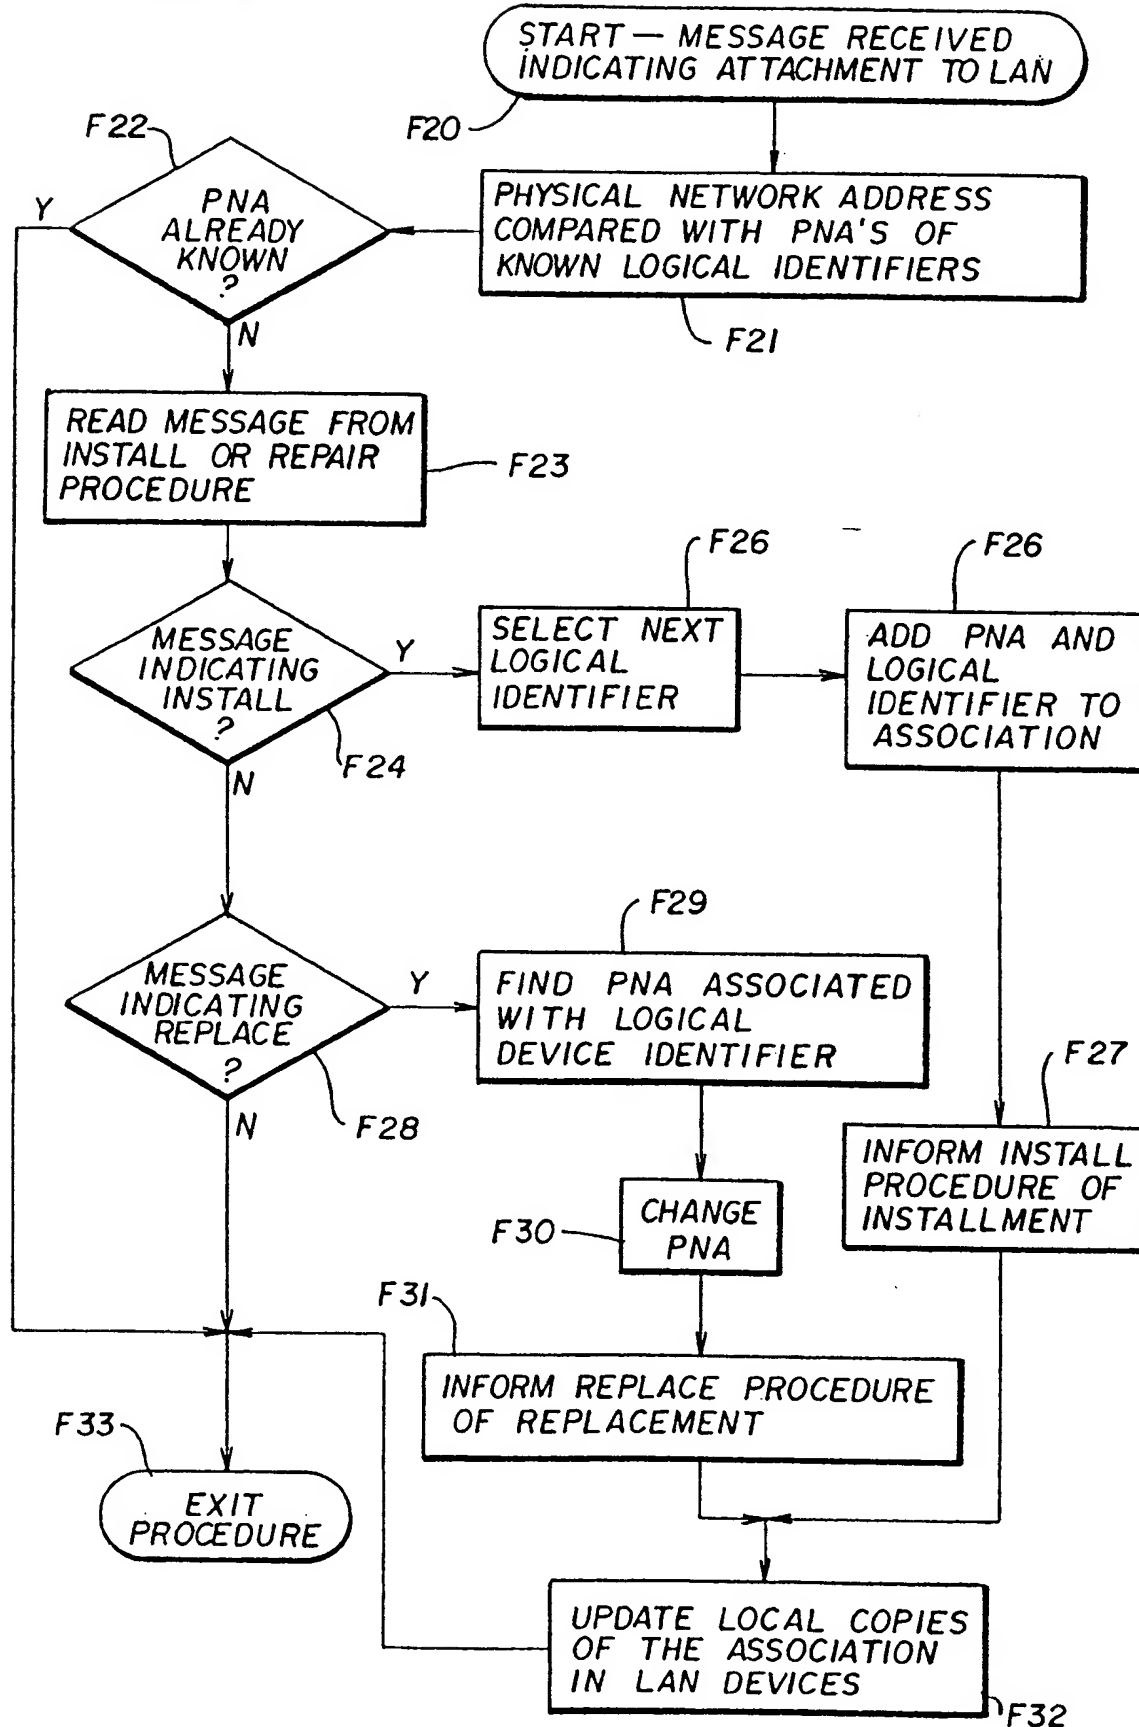 START — MESSAGE RECEIVED
INDICATING ATTACHMENT TO LAN
F20
F22
PNA
ALREADY
KNOWN
?
Y
N
PHYSICAL NETWORK ADDRESS
COMPARED WITH PNA'S OF
KNOWN LOGICAL IDENTIFIERS
F21
READ MESSAGE FROM
INSTALL OR REPAIR
PROCEDURE
F23
MESSAGE
INDICATING
INSTALL
?
Y
N
F24
F26
SELECT NEXT
LOGICAL
IDENTIFIER
F26
ADD PNA AND
LOGICAL
IDENTIFIER TO
ASSOCIATION
MESSAGE
INDICATING
REPLACE
?
Y
N
F28
F29
FIND PNA ASSOCIATED
WITH LOGICAL
DEVICE IDENTIFIER
F27
INFORM INSTALL
PROCEDURE OF
INSTALLMENT
F30
CHANGE
PNA
F31
INFORM REPLACE PROCEDURE
OF REPLACEMENT
F33
EXIT
PROCEDURE
UPDATE LOCAL COPIES
OF THE ASSOCIATION
IN LAN DEVICES
F32